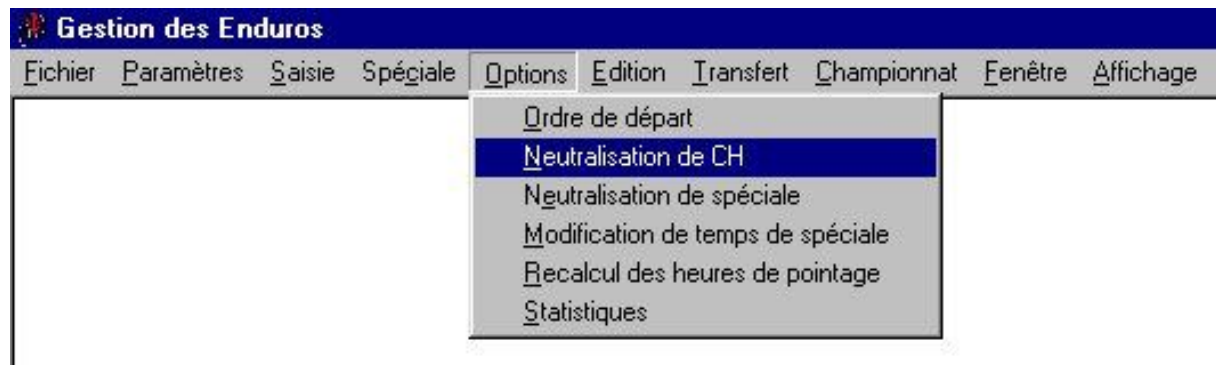 Gestion des Enduros
Fichier Paramètres Saisie Spéciale Options Edition Transfert Championnat Fenêtre Affichage
Ordre de départ
Neutralisation de CH
Neutralisation de spéciale
Modification de temps de spéciale
Recalcul des heures de pointage
Statistiques